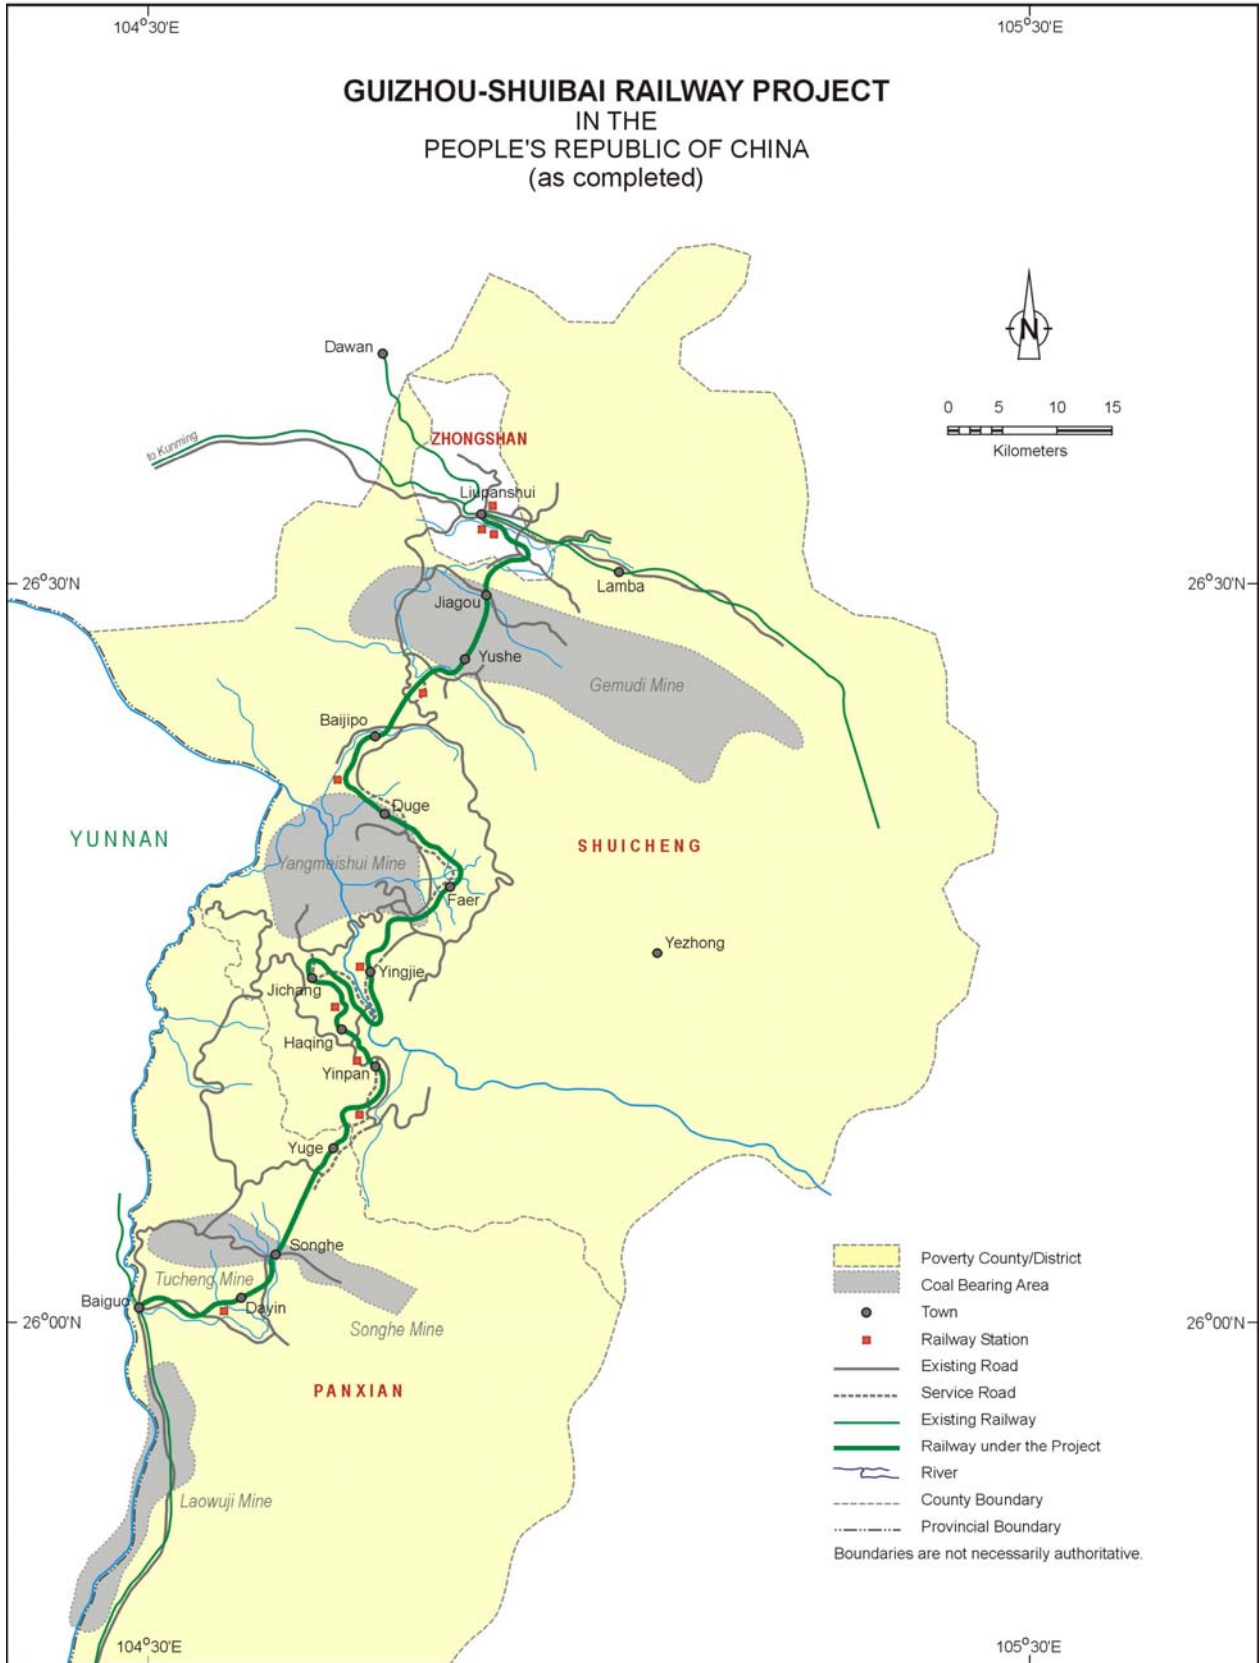 104°30'E
105°30'E
GUIZHOU-SHUIBAI RAILWAY PROJECT
IN THE
PEOPLE'S REPUBLIC OF CHINA
(as completed)
N
0 5 10 15
Kilometers
Dawan
to Kunming
ZHONGSHAN
Liupanshui
26°30'N
26°30'N
Lamba
Jiagou
Yushe
Gemudi Mine
Baijipo
Duge
YUNNAN
SHUICHENG
Yangmeishui Mine
Faer
Yezhong
Yingjie
Jichang
Haqing
Yinpan
Yuge
Songhe
Tucheng Mine
Baiguo
Dayin
Songhe Mine
26°00'N
26°00'N
PANXIAN
Laowuji Mine
Poverty County/District
Coal Bearing Area
Town
Railway Station
Existing Road
Service Road
Existing Railway
Railway under the Project
River
County Boundary
Provincial Boundary
Boundaries are not necessarily authoritative.
104°30'E
105°30'E